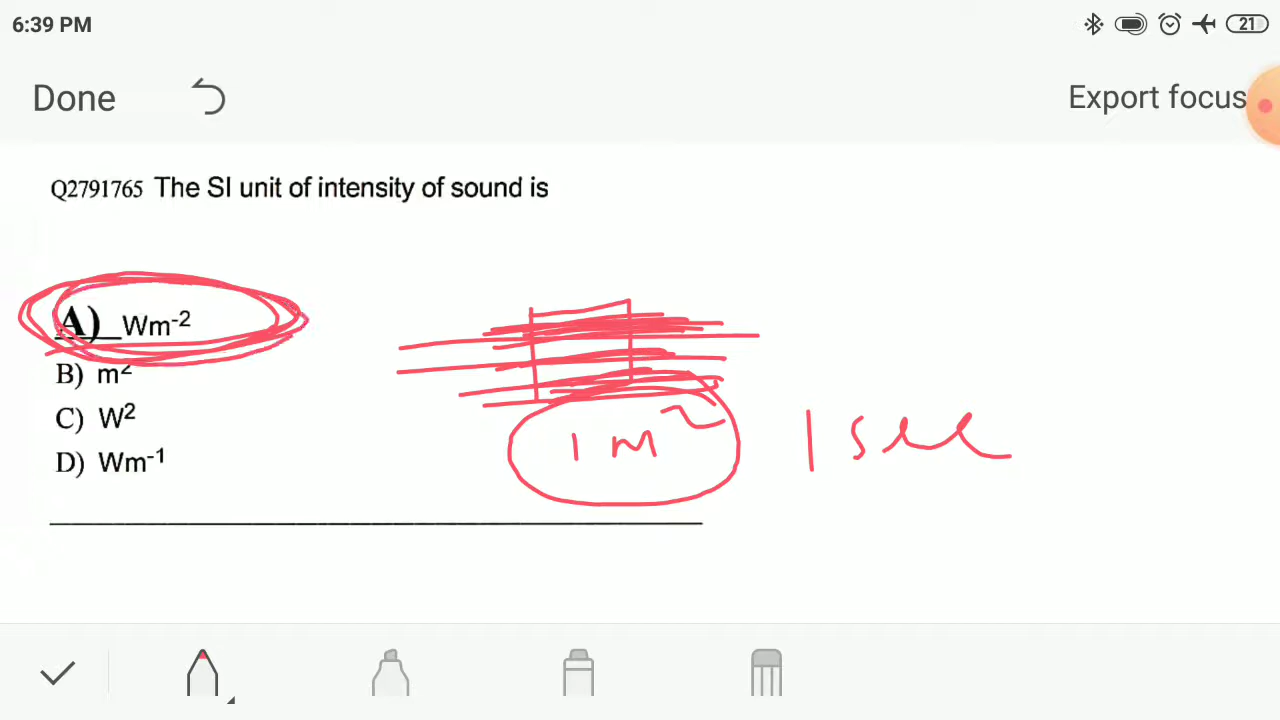 6:39 PM 21
Done Export focus
Q2791765 The SI unit of intensity of sound is
A) Wm⁻²
B) m²
C) W²
D) Wm⁻¹
1 M² 1 sec